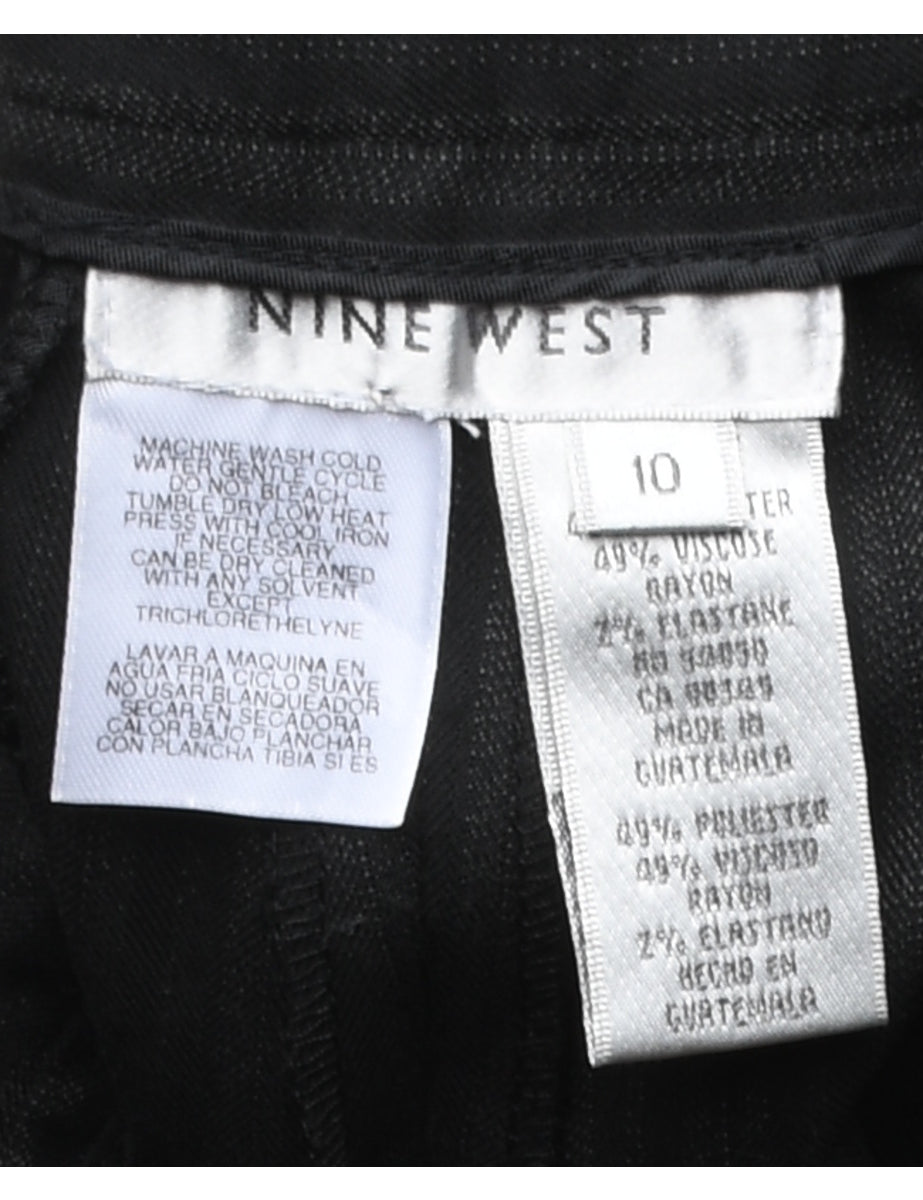 NINE WEST
MACHINE WASH COLD
WATER GENTLE CYCLE
DO NOT BLEACH
TUMBLE DRY LOW HEAT
PRESS WITH COOL IRON
IF NECESSARY
CAN BE DRY CLEANED
WITH ANY SOLVENT
EXCEPT
TRICHLORETHELYNE
LAVAR A MAQUINA EN
AGUA FRIA CICLO SUAVE
NO USAR BLANQUEADOR
SECAR EN SECADORA
CALOR BAJO PLANCHAR
CON PLANCHA TIBIA SI ES
10
TER
49% VISCOSE
RAYON
2% ELASTANE
CA 00309
MADE IN
GUATEMALA
49% POLIESTER
49% VISCOSO
RAYON
2% ELASTANO
HECHO EN
GUATEMALA